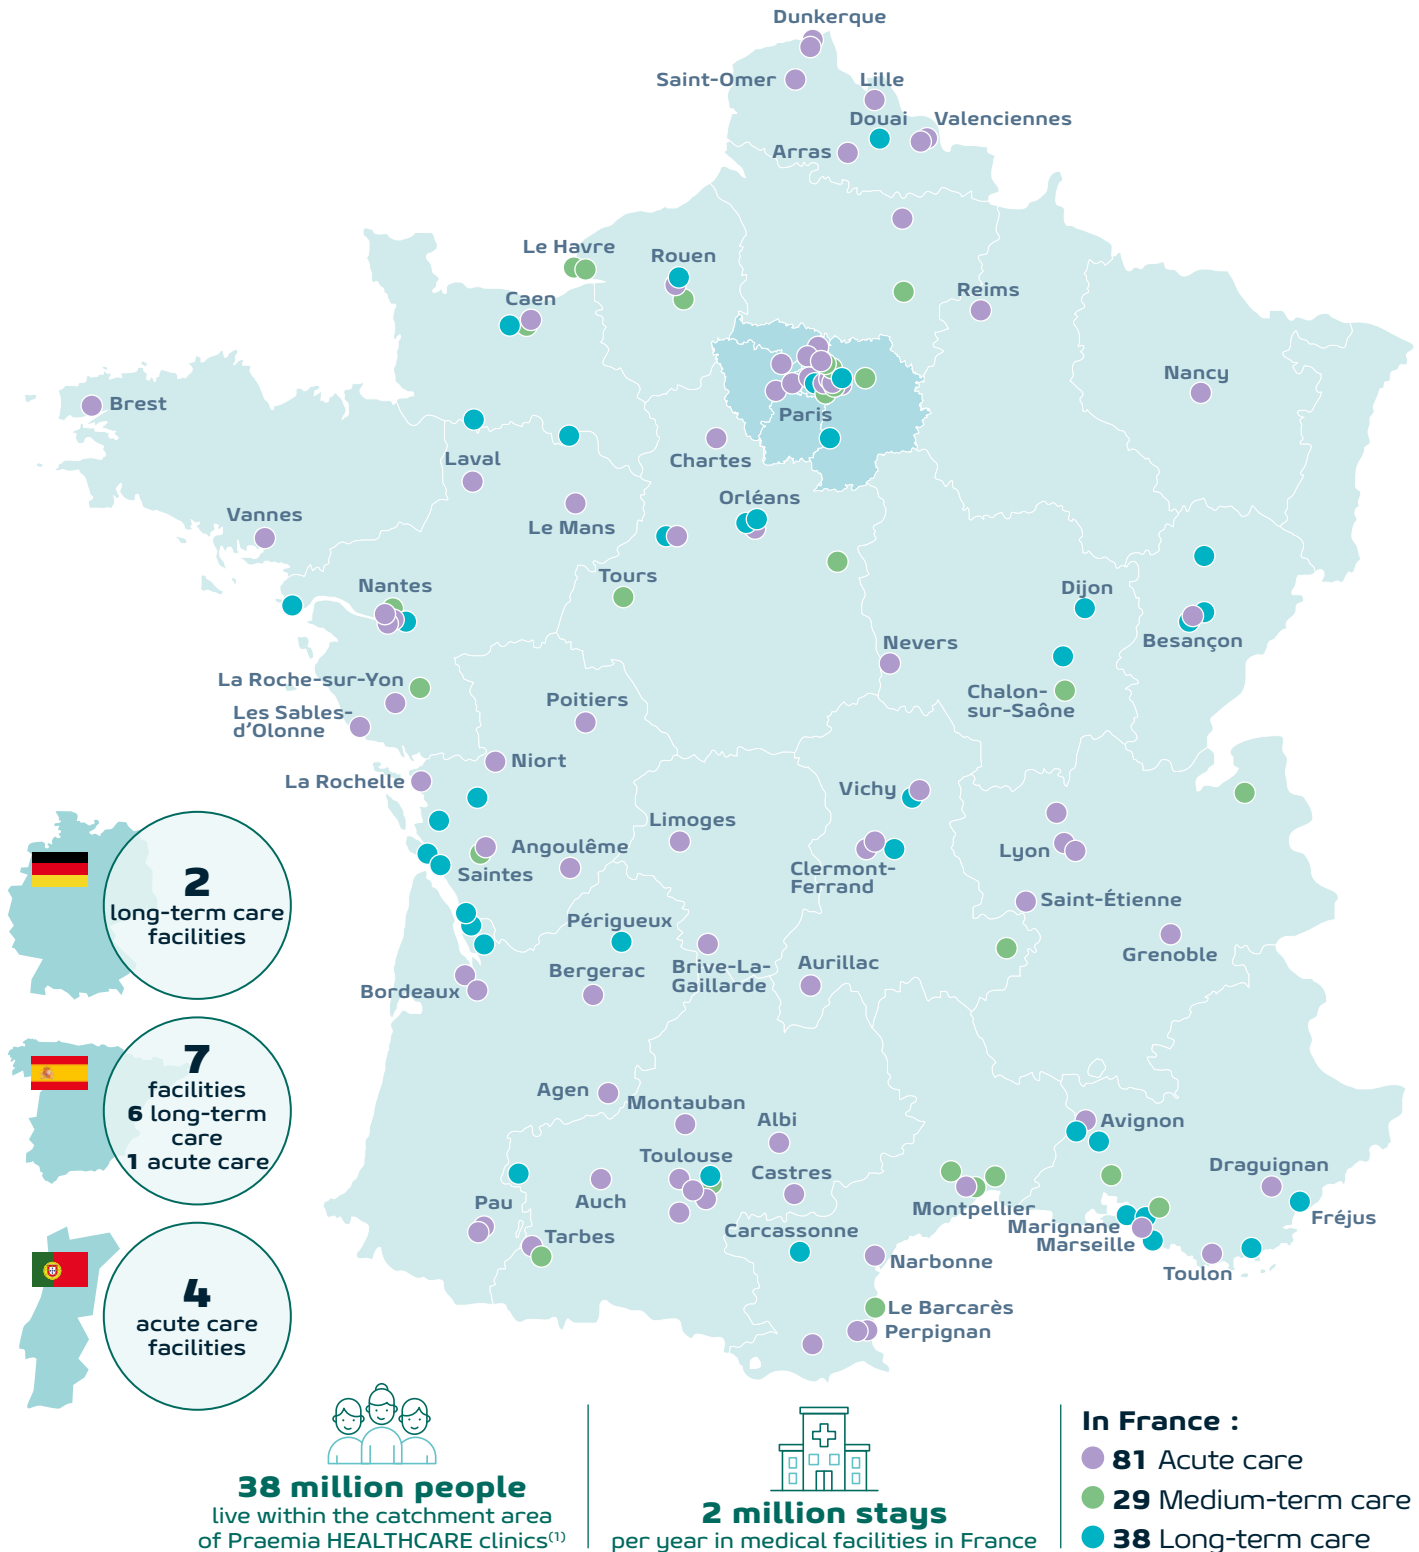 Dunkerque
Saint-Omer
Lille
Douai
Valenciennes
Arras
Le Havre
Rouen
Caen
Reims
Nancy
Brest
Paris
Chartes
Laval
Orléans
Vannes
Le Mans
Tours
Nantes
Dijon
Besançon
Nevers
La Roche-sur-Yon
Poitiers
Chalon-
sur-Saône
Les Sables-
d'Olonne
Niort
La Rochelle
Vichy
Limoges
Angoulême
Lyon
Saintes
Clermont-
Ferrand
Saint-Étienne
Périgueux
Grenoble
Bergerac
Brive-La-
Gaillarde
Aurillac
Bordeaux
Agen
Montauban
Albi
Avignon
Toulouse
Castres
Draguignan
Pau
Auch
Montpellier
Fréjus
Tarbes
Carcassonne
Marignane
Marseille
Narbonne
Toulon
Le Barcarès
Perpignan
2
long-term care
facilities
7
facilities
6 long-term
care
1 acute care
4
acute care
facilities
38 million people
live within the catchment area
of Praemia HEALTHCARE clinics(1)
2 million stays
per year in medical facilities in France
In France :
81 Acute care
29 Medium-term care
38 Long-term care